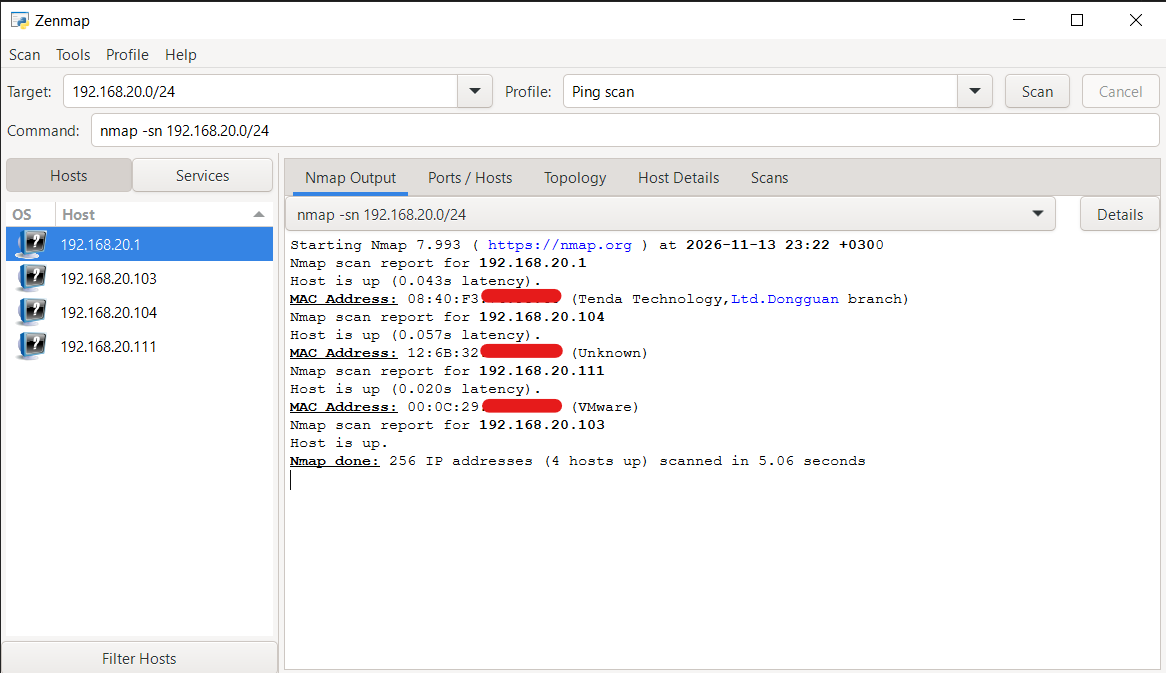 Zenmap
Scan Tools Profile Help
Target: 192.168.20.0/24 Profile: Ping scan Scan Cancel
Command: nmap -sn 192.168.20.0/24
Hosts Services
OS Host
192.168.20.1
192.168.20.103
192.168.20.104
192.168.20.111
Filter Hosts
Nmap Output Ports / Hosts Topology Host Details Scans
nmap -sn 192.168.20.0/24 Details
Starting Nmap 7.993 ( https://nmap.org ) at 2026-11-13 23:22 +0300
Nmap scan report for 192.168.20.1
Host is up (0.043s latency).
MAC Address: 08:40:F3 (Tenda Technology,Ltd.Dongguan branch)
Nmap scan report for 192.168.20.104
Host is up (0.057s latency).
MAC Address: 12:6B:32 (Unknown)
Nmap scan report for 192.168.20.111
Host is up (0.020s latency).
MAC Address: 00:0C:29 (VMware)
Nmap scan report for 192.168.20.103
Host is up.
Nmap done: 256 IP addresses (4 hosts up) scanned in 5.06 seconds